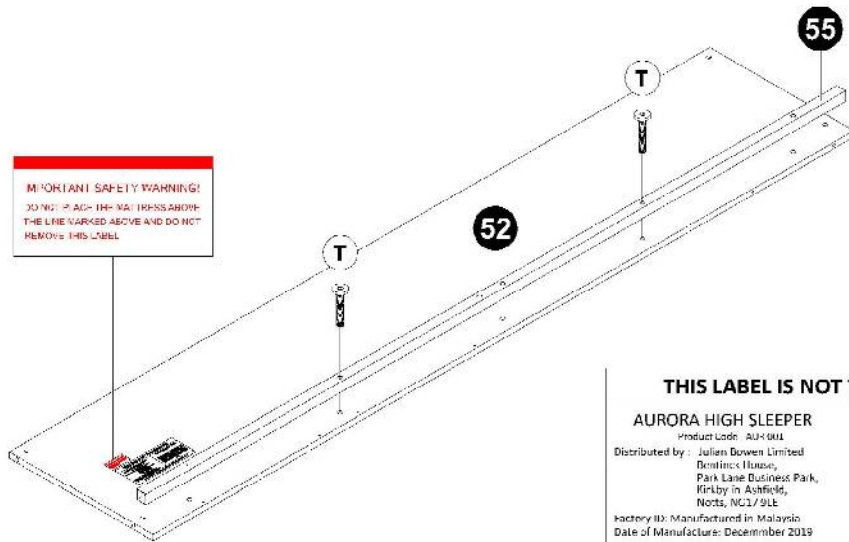 55
T
MPORTANT SAFETY WARNING!
DO NOT PLACE THE MATTRESS ABOVE
THE LINE MARKED ABOVE AND DO NOT
REMOVE THIS LABEL
52
T
THIS LABEL IS NOT
AURORA HIGH SLEEPER
Product Code: AUR001
Distributed by : Julian Bowen Limited
Bentinck House,
Park Lane Business Park,
Kirkby in Ashfield,
Notts, NG17 9LE
Factory ID: Manufactured in Malaysia
Date of Manufacture: Decemmber 2019